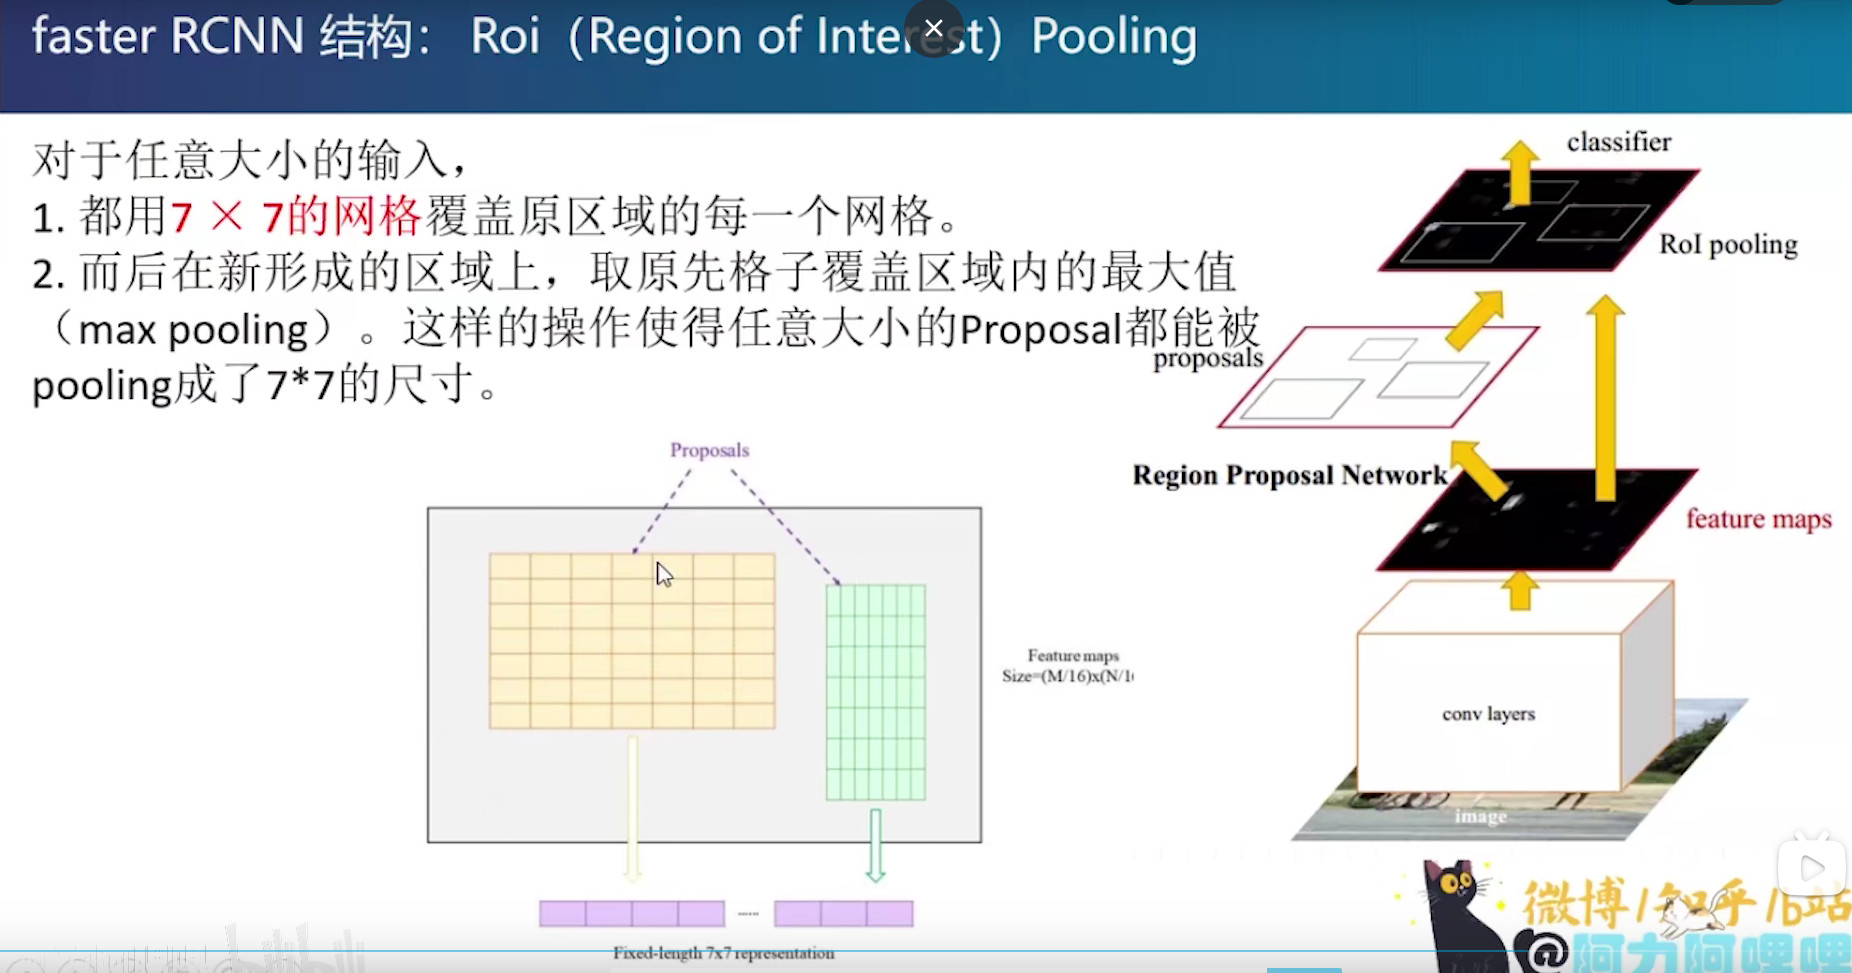 faster RCNN 结构： Roi（Region of Interest）Pooling
对于任意大小的输入，
1. 都用7 × 7的网格覆盖原区域的每一个网格。
2. 而后在新形成的区域上，取原先格子覆盖区域内的最大值
（max pooling）。这样的操作使得任意大小的Proposal都能被
pooling成了7*7的尺寸。
Proposals
Feature maps
Size=(M/16)x(N/1
......
Fixed-length 7x7 representation
classifier
RoI pooling
proposals
Region Proposal Network
feature maps
conv layers
image
微博/知乎/b站
@阿力阿哩哩